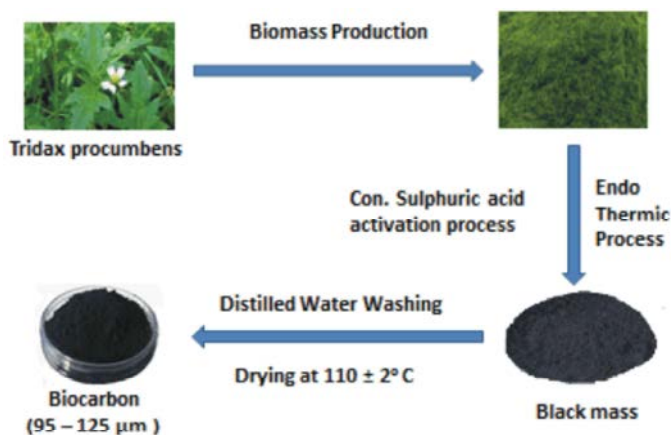 Biomass Production
Tridax procumbens
Con. Sulphuric acid
activation process
Endo
Thermic
Process
Distilled Water Washing
Drying at 110 ± 2° C
Biocarbon
(95 – 125 μm )
Black mass